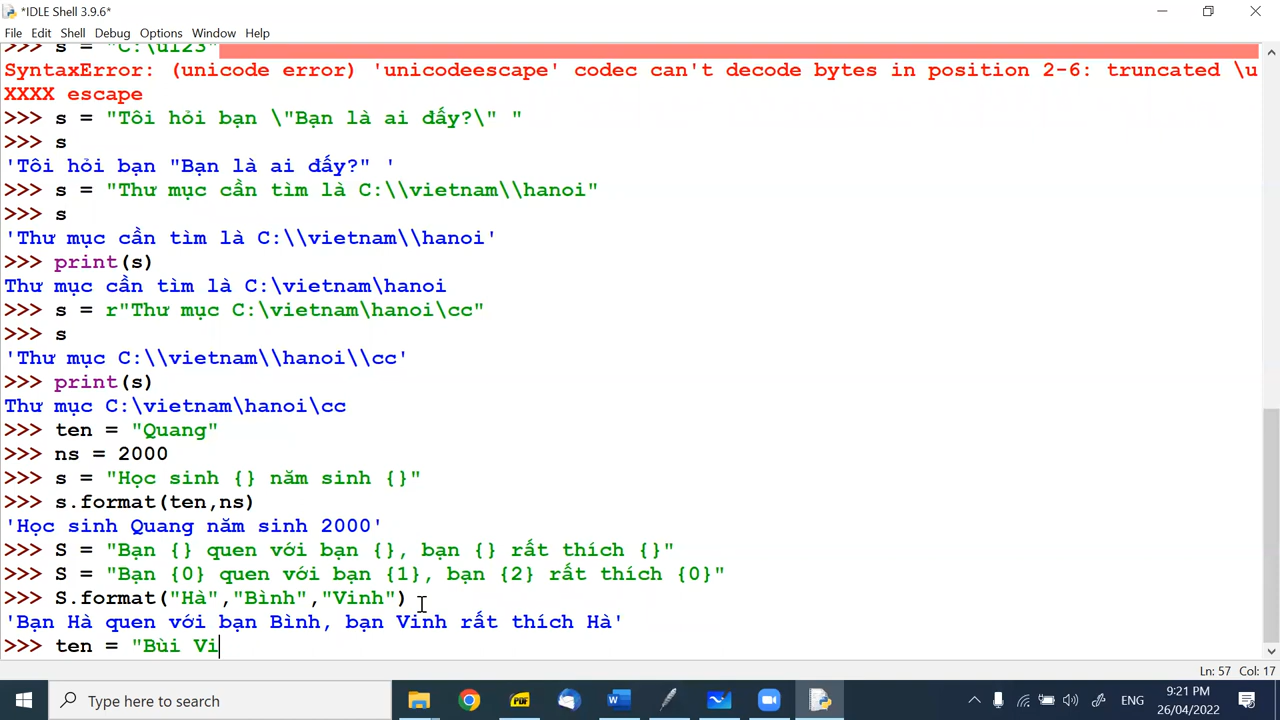 *IDLE Shell 3.9.6*
File Edit Shell Debug Options Window Help
>>> s = "C:\u123"
SyntaxError: (unicode error) 'unicodeescape' codec can't decode bytes in position 2-6: truncated \u
XXXX escape
>>> s = "Tôi hỏi bạn \"Bạn là ai đấy?\" "
>>> s
'Tôi hỏi bạn "Bạn là ai đấy?" '
>>> s = "Thư mục cần tìm là C:\\vietnam\\hanoi"
>>> s
'Thư mục cần tìm là C:\\vietnam\\hanoi'
>>> print(s)
Thư mục cần tìm là C:\vietnam\hanoi
>>> s = r"Thư mục C:\vietnam\hanoi\cc"
>>> s
'Thư mục C:\\vietnam\\hanoi\\cc'
>>> print(s)
Thư mục C:\vietnam\hanoi\cc
>>> ten = "Quang"
>>> ns = 2000
>>> s = "Học sinh {} năm sinh {}"
>>> s.format(ten,ns)
'Học sinh Quang năm sinh 2000'
>>> S = "Bạn {} quen với bạn {}, bạn {} rất thích {}"
>>> S = "Bạn {0} quen với bạn {1}, bạn {2} rất thích {0}"
>>> S.format("Hà","Bình","Vinh")
'Bạn Hà quen với bạn Bình, bạn Vinh rất thích Hà'
>>> ten = "Bùi Vi
Ln: 57 Col: 17
Type here to search
PDF
ENG
9:21 PM
26/04/2022